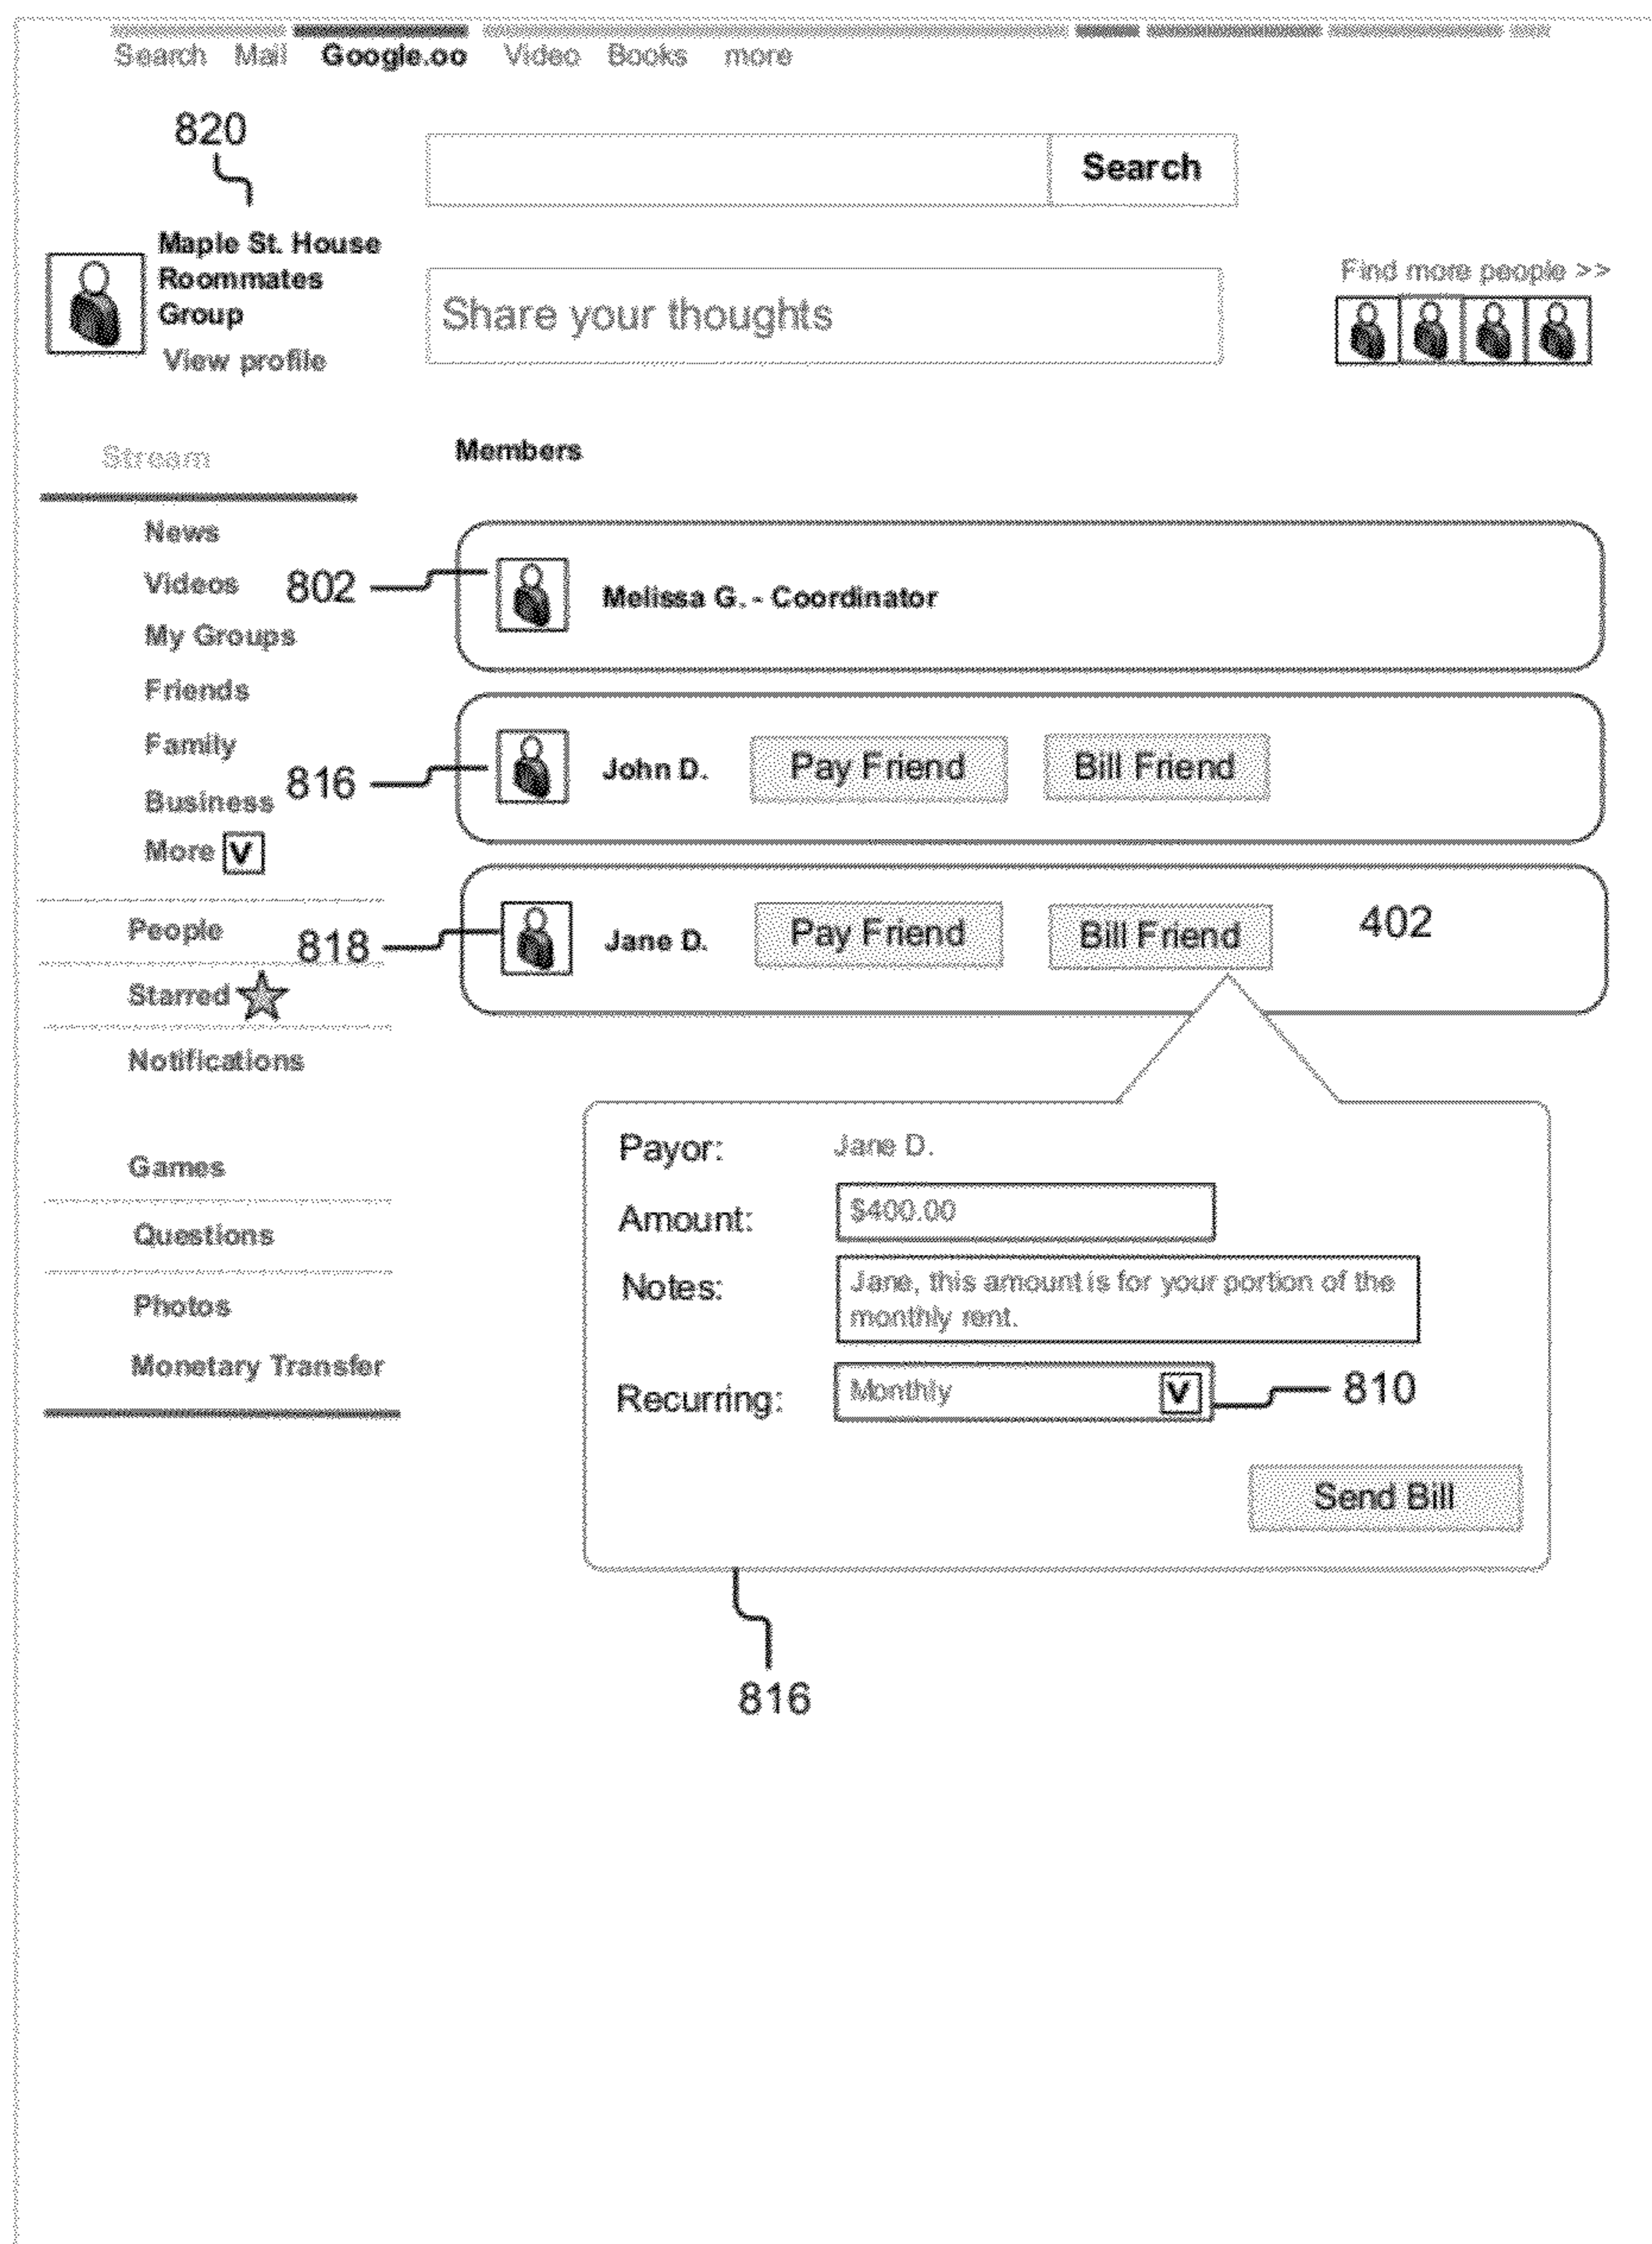 Search Mail Google.oo Video Books more
820
Search
Maple St. House
Roommates
Group
View profile
Share your thoughts
Find more people >>
Stream
Members
News
Videos
My Groups
Friends
Family
Business
More V
People
Starred
Notifications
Games
Questions
Photos
Monetary Transfer
802
Melissa G. - Coordinator
816
John D. Pay Friend Bill Friend
818
Jane D. Pay Friend Bill Friend 402
Payor: Jane D.
Amount: $400.00
Notes: Jane, this amount is for your portion of the
monthly rent.
Recurring: Monthly V 810
Send Bill
816